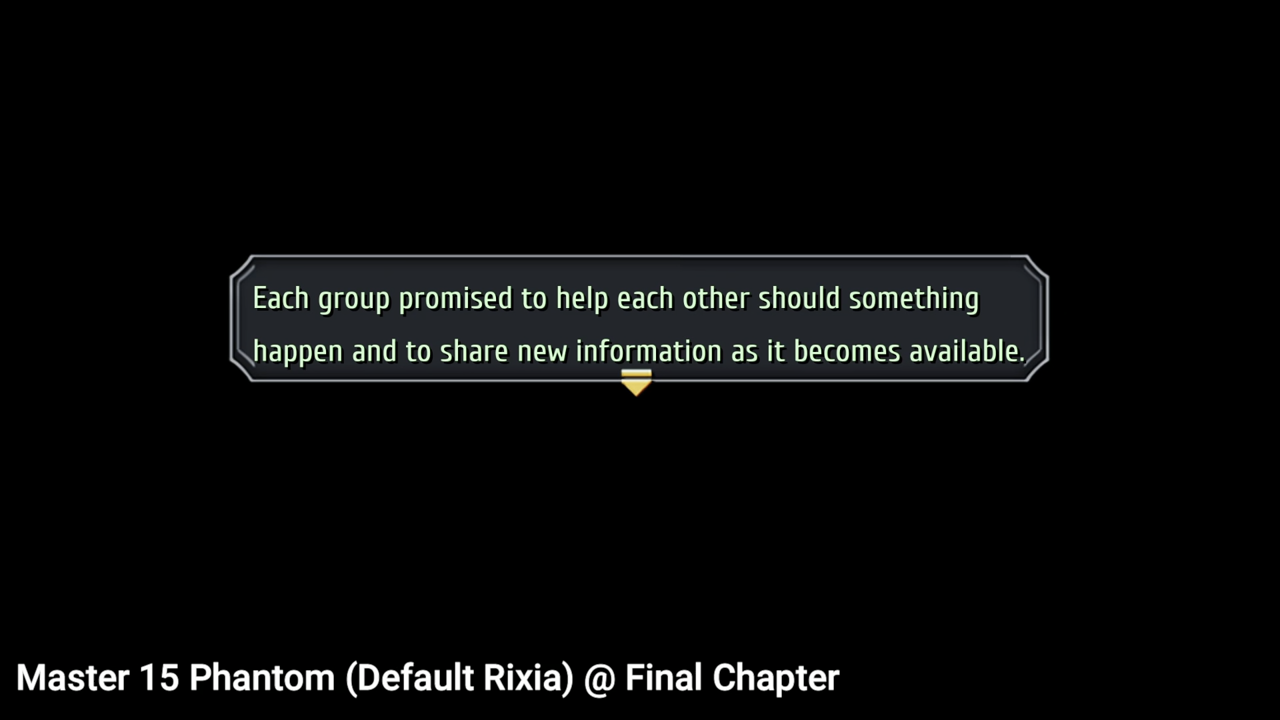 Each group promised to help each other should something
happen and to share new information as it becomes available.
Master 15 Phantom (Default Rixia) @ Final Chapter